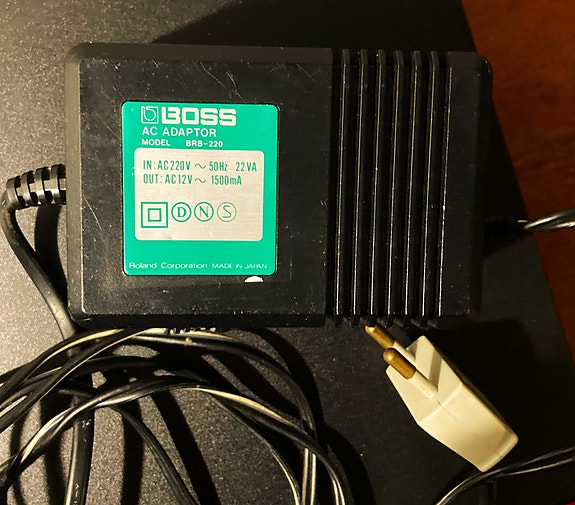 BOSS
AC ADAPTOR
MODEL BRB-220
IN: AC220V ~ 50Hz 22VA
OUT: AC12V ~ 1500mA
D N S
Roland Corporation MADE IN JAPAN